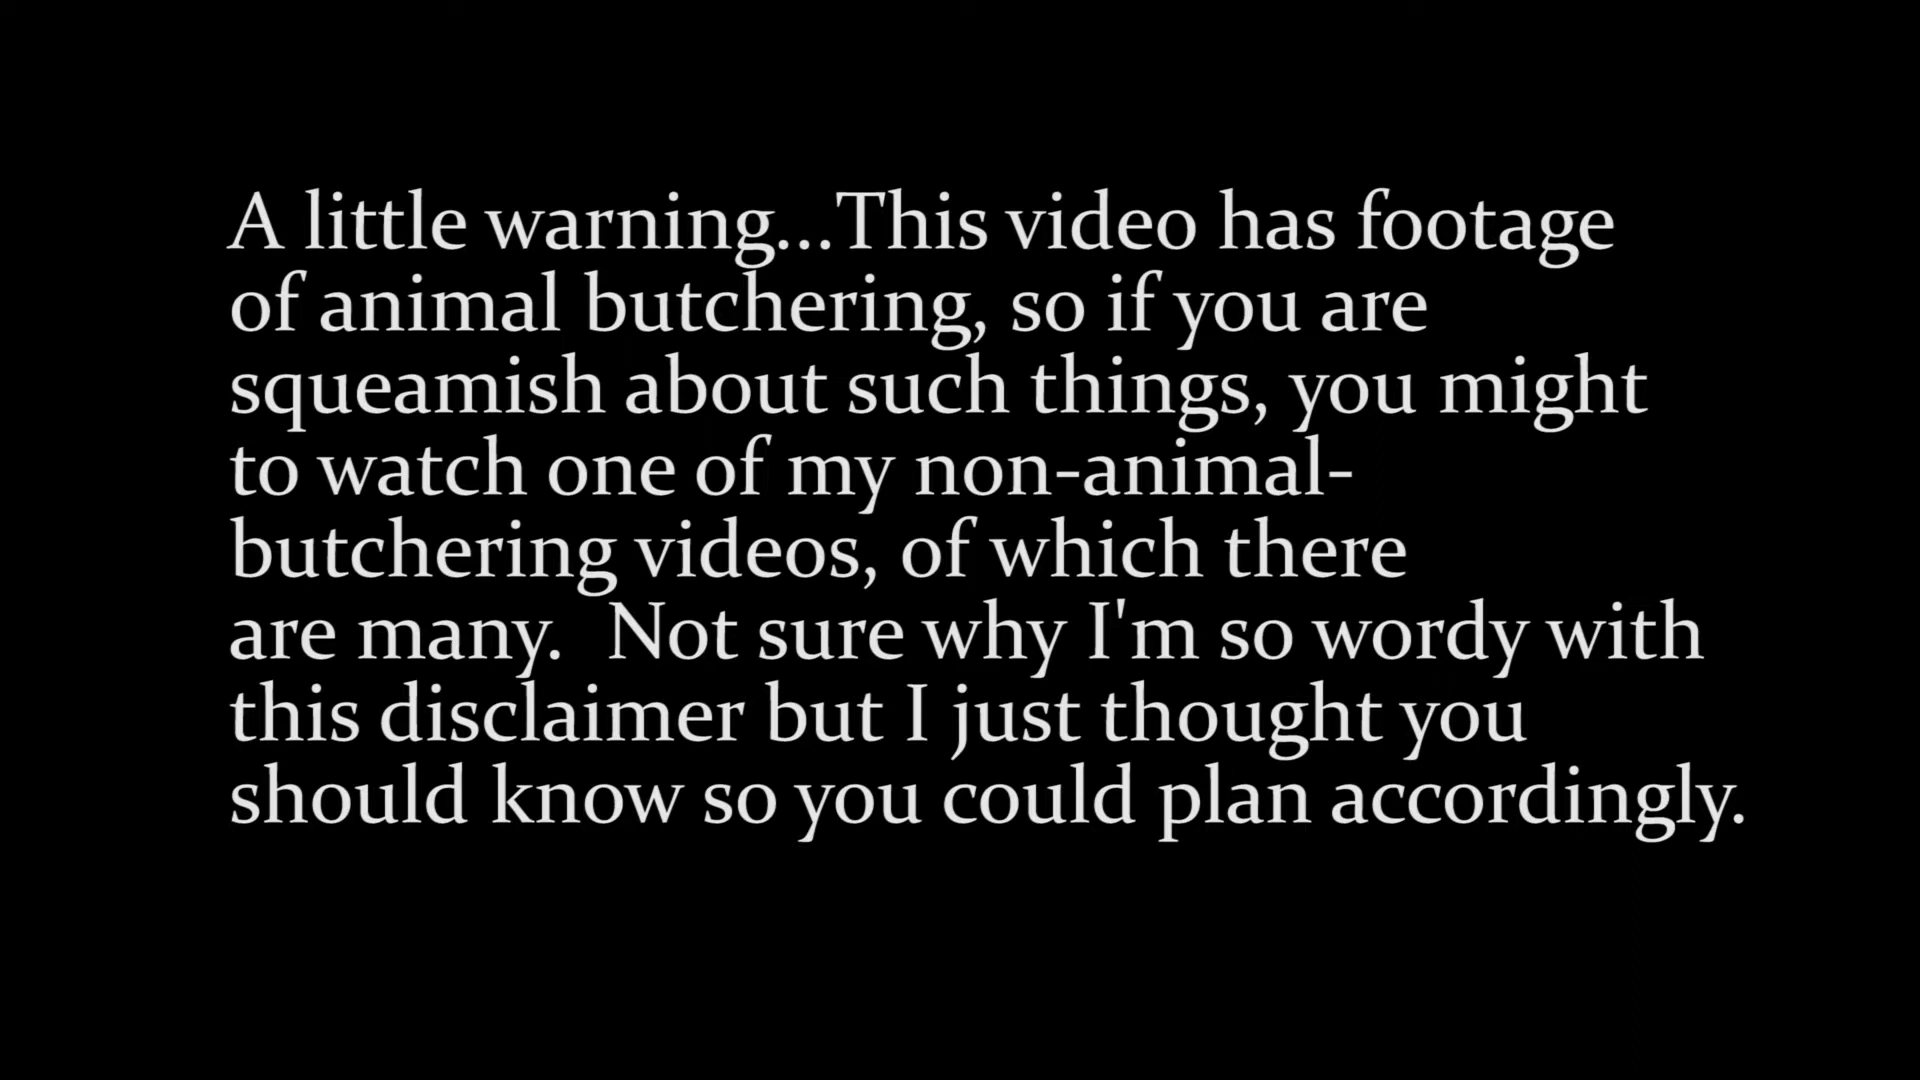 A little warning...This video has footage
of animal butchering, so if you are
squeamish about such things, you might
to watch one of my non-animal-
butchering videos, of which there
are many.  Not sure why I'm so wordy with
this disclaimer but I just thought you
should know so you could plan accordingly.